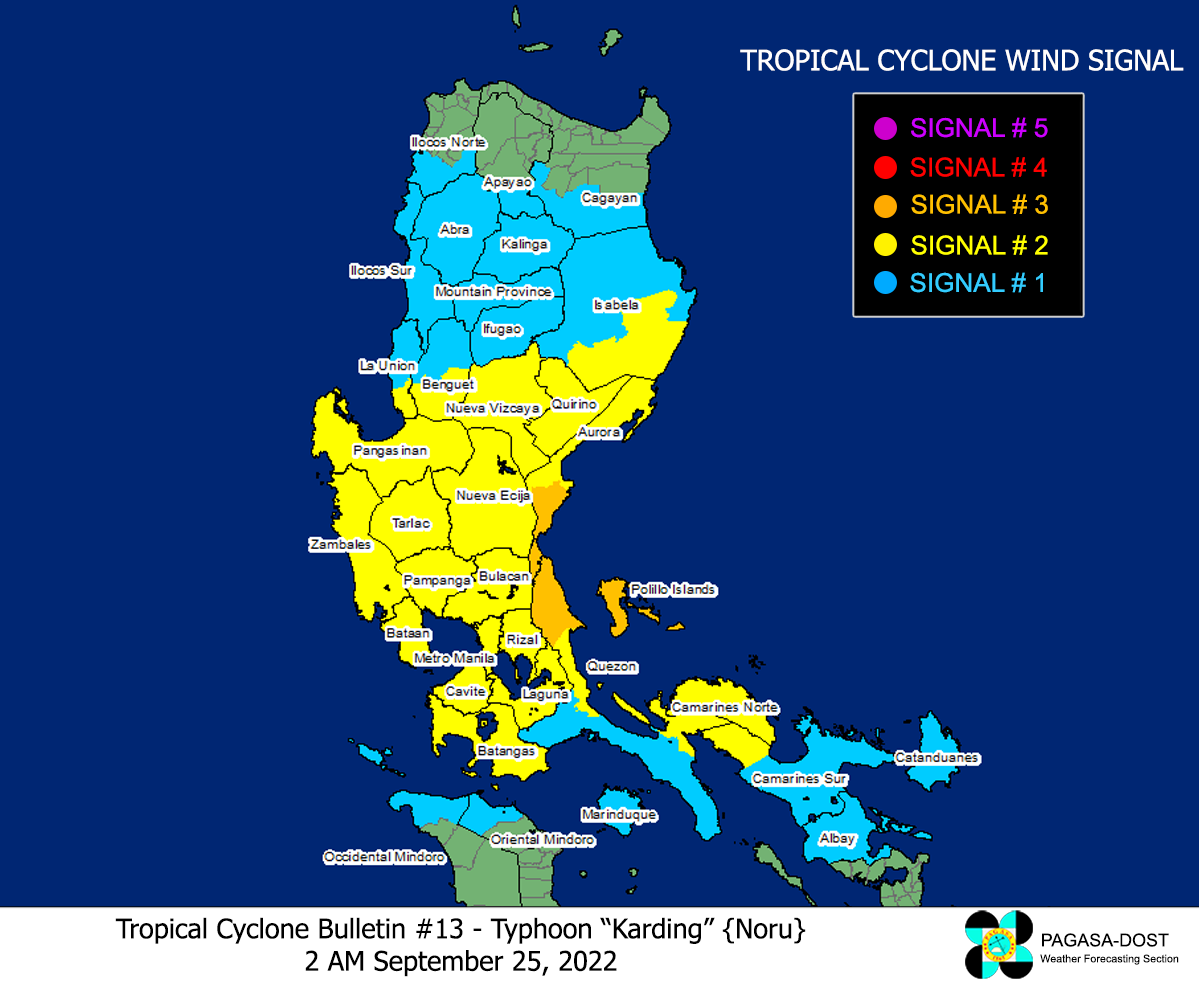 TROPICAL CYCLONE WIND SIGNAL
SIGNAL # 5
SIGNAL # 4
SIGNAL # 3
SIGNAL # 2
SIGNAL # 1
Ilocos Norte
Apayao
Cagayan
Abra
Kalinga
Ilocos Sur
Mountain Province
Isabela
Ifugao
La Union
Benguet
Nueva Vizcaya
Quirino
Aurora
Pangasinan
Nueva Ecija
Tarlac
Zambales
Pampanga
Bulacan
Polillo Islands
Bataan
Rizal
Metro Manila
Quezon
Cavite
Laguna
Camarines Norte
Batangas
Catanduanes
Camarines Sur
Marinduque
Albay
Oriental Mindoro
Occidental Mindoro
Tropical Cyclone Bulletin #13 - Typhoon “Karding” {Noru}
2 AM September 25, 2022
PAGASA-DOST
Weather Forecasting Section